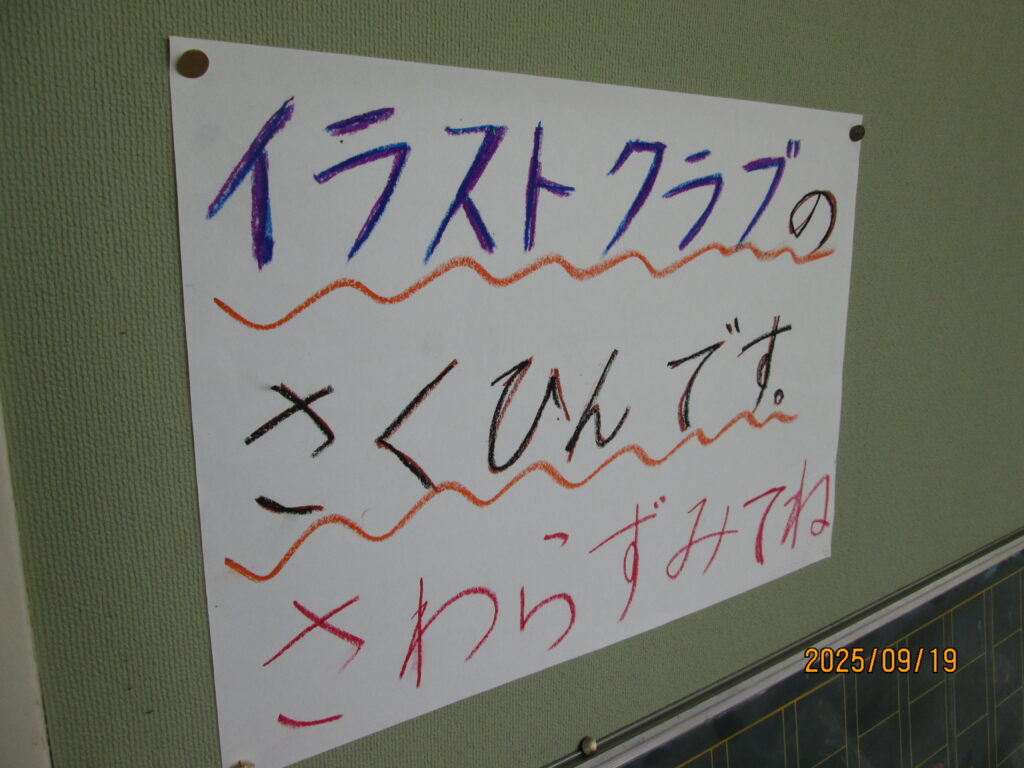 イラストクラブの
さくひんです。
さわらずみてね
2025/09/19